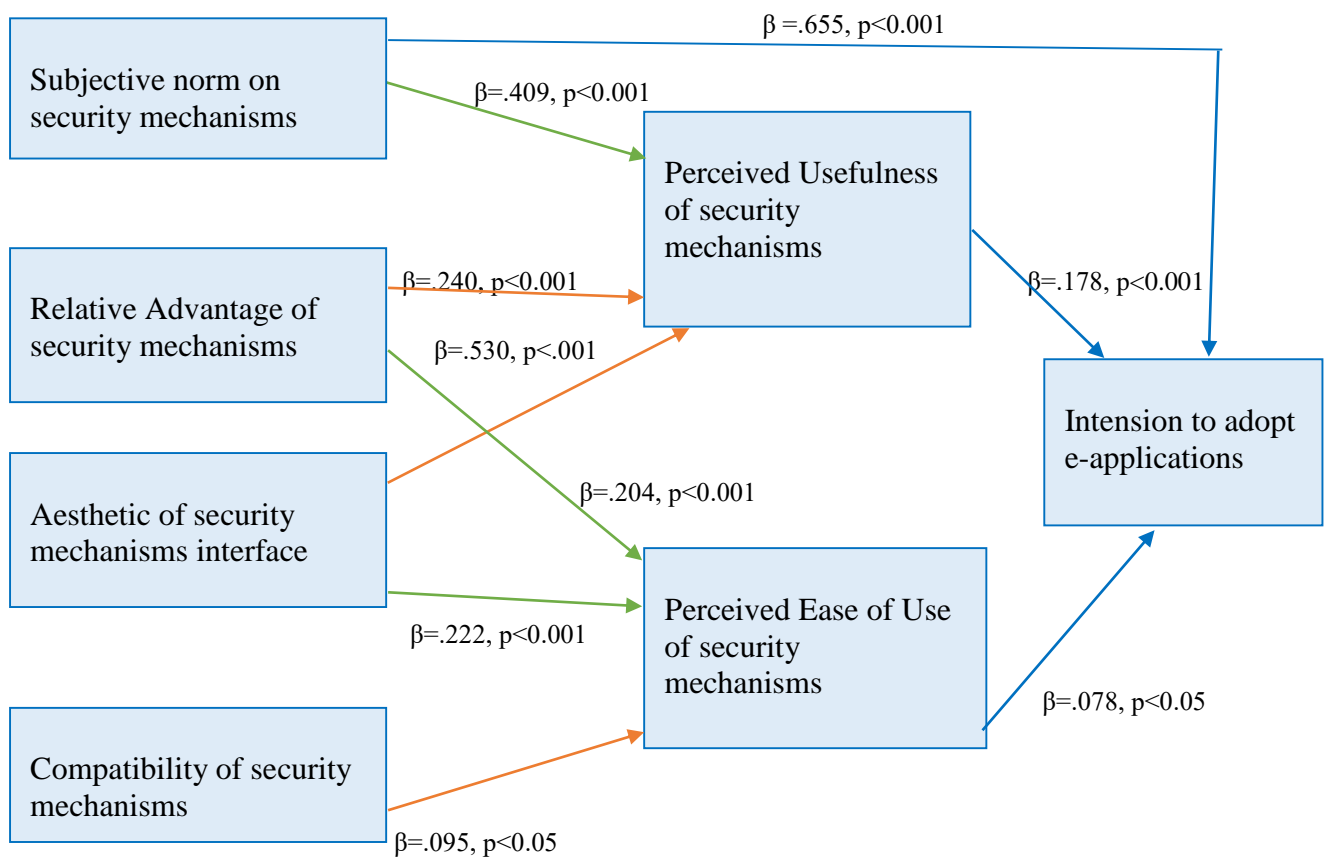 β =.655, p<0.001
Subjective norm on
security mechanisms
β=.409, p<0.001
Perceived Usefulness
of security
mechanisms
Relative Advantage of
security mechanisms
β=.240, p<0.001
β=.530, p<.001
β=.178, p<0.001
Intension to adopt
e-applications
Aesthetic of security
mechanisms interface
β=.204, p<0.001
β=.222, p<0.001
Perceived Ease of Use
of security
mechanisms
β=.078, p<0.05
Compatibility of security
mechanisms
β=.095, p<0.05